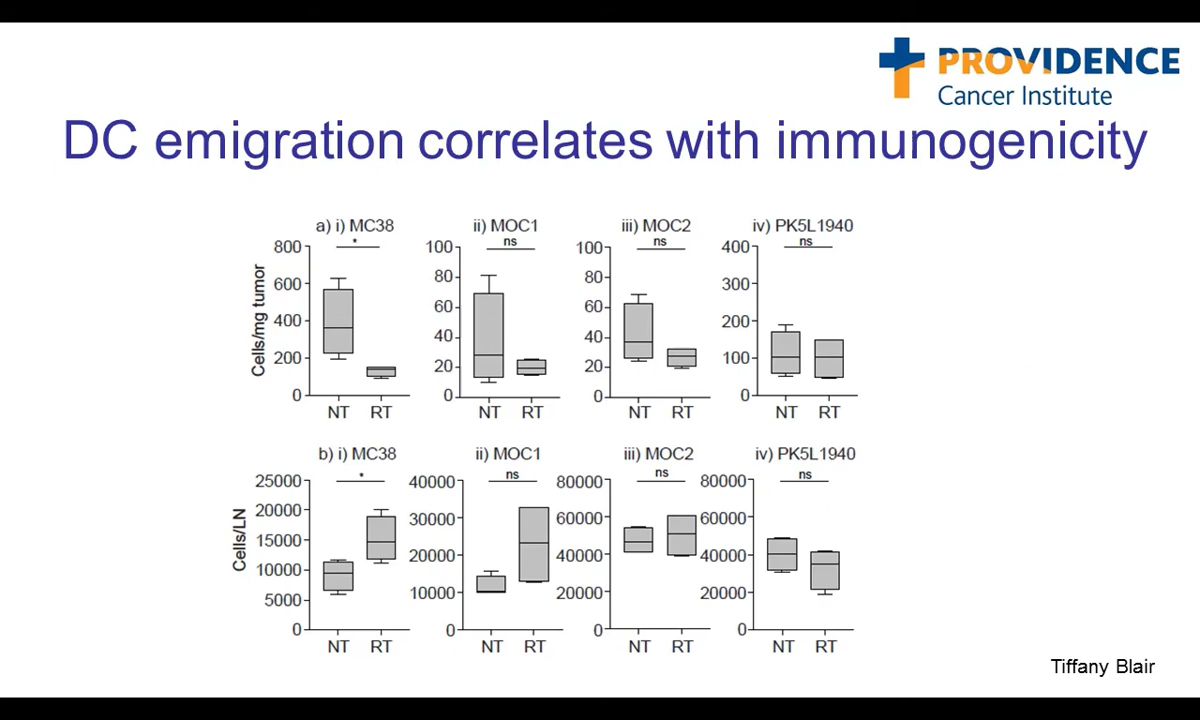 PROVIDENCE
Cancer Institute
DC emigration correlates with immunogenicity
a) i) MC38
ii) MOC1
iii) MOC2
iv) PK5L1940
Cells/mg tumor
800
600
400
200
0
*
NT RT
100
80
60
40
20
0
ns
NT RT
100
80
60
40
20
0
ns
NT RT
400
300
200
100
0
ns
NT RT
b) i) MC38
ii) MOC1
iii) MOC2
iv) PK5L1940
Cells/LN
25000
20000
15000
10000
5000
0
*
NT RT
40000
30000
20000
10000
0
ns
NT RT
80000
60000
40000
20000
0
ns
NT RT
80000
60000
40000
20000
0
ns
NT RT
Tiffany Blair